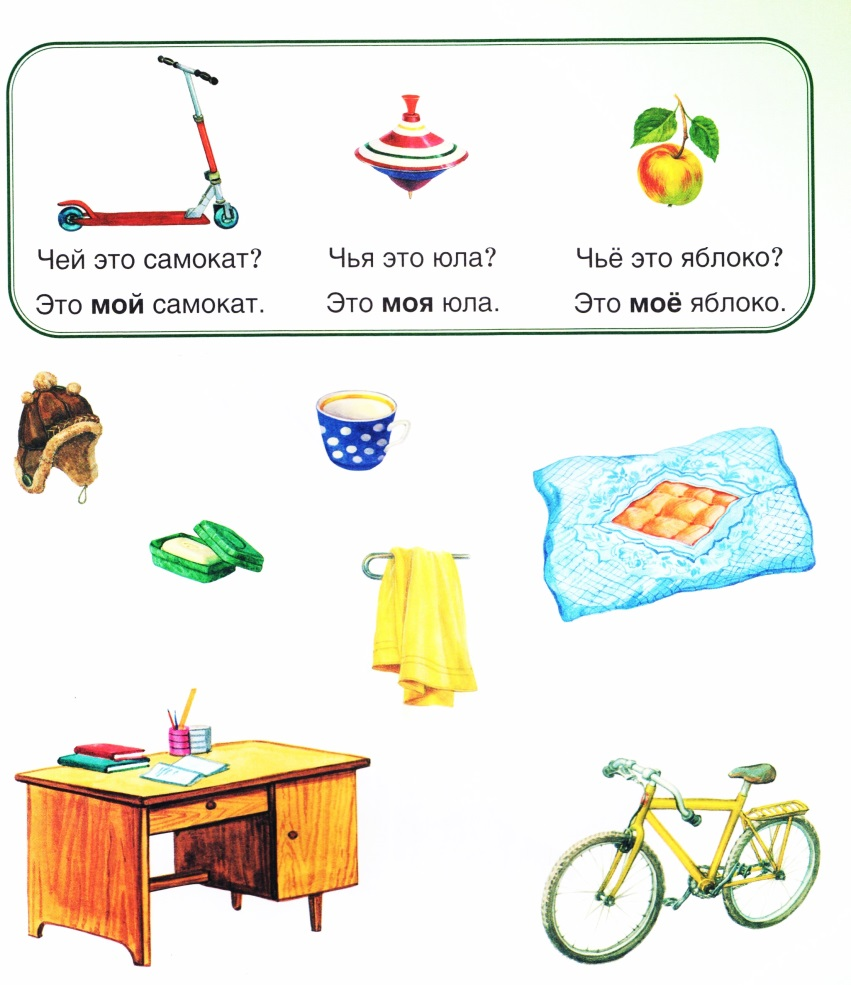 Чей это самокат?
Это мой самокат.
Чья это юла?
Это моя юла.
Чьё это яблоко?
Это моё яблоко.